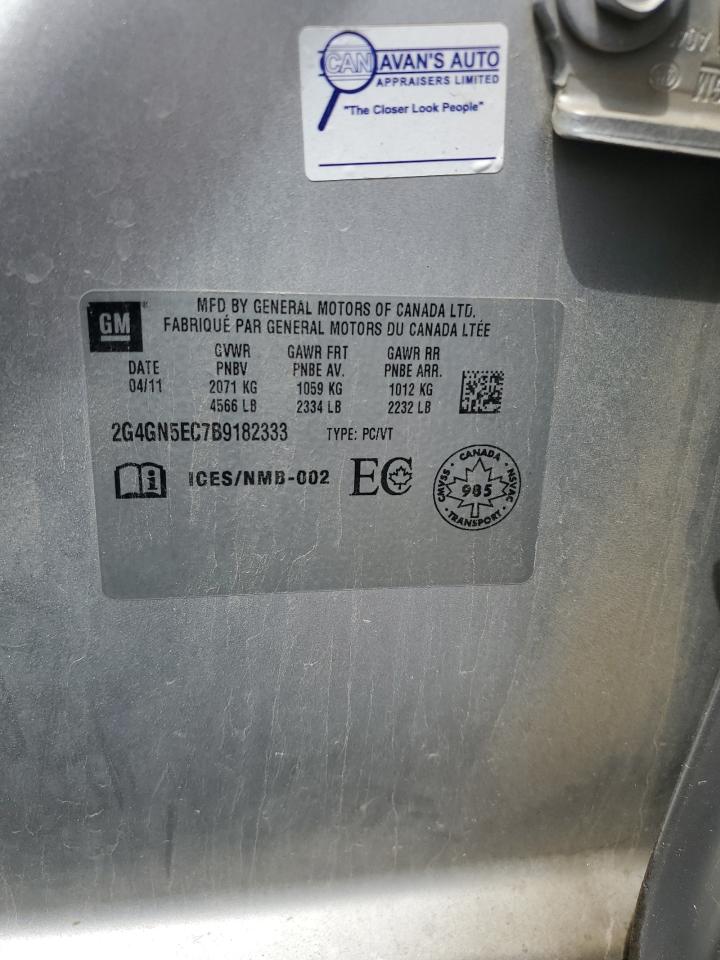 CANAVAN'S AUTO
APPRAISERS LIMITED
"The Closer Look People"
GM
MFD BY GENERAL MOTORS OF CANADA LTD.
FABRIQUÉ PAR GENERAL MOTORS DU CANADA LTÉE
GVWR GAWR FRT GAWR RR
DATE PNBV PNBE AV. PNBE ARR.
04/11 2071 KG 1059 KG 1012 KG
4566 LB 2334 LB 2232 LB
2G4GN5EC7B9182333 TYPE: PC/VT
i ICES/NMB-002 EC CANADA CMVSS NSVAC 985 TRANSPORT